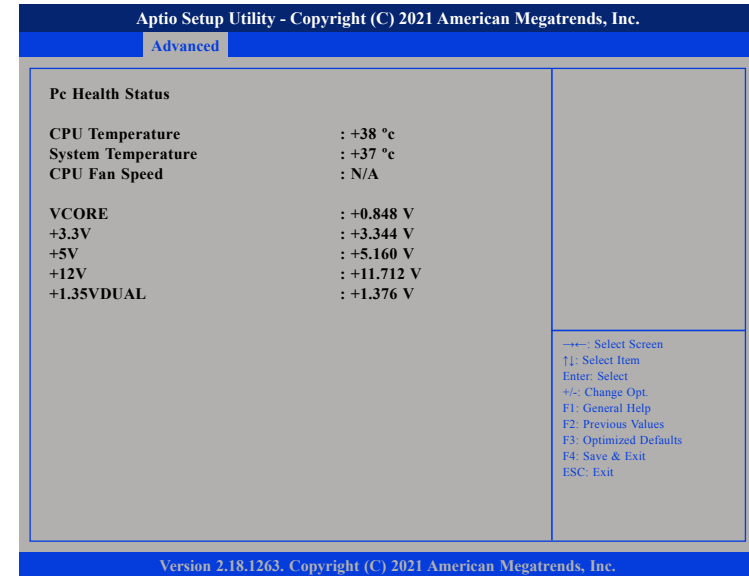 Aptio Setup Utility - Copyright (C) 2021 American Megatrends, Inc.
Advanced
Pc Health Status
CPU Temperature : +38 °c
System Temperature : +37 °c
CPU Fan Speed : N/A
VCORE : +0.848 V
+3.3V : +3.344 V
+5V : +5.160 V
+12V : +11.712 V
+1.35VDUAL : +1.376 V
→←: Select Screen
↑↓: Select Item
Enter: Select
+/-: Change Opt.
F1: General Help
F2: Previous Values
F3: Optimized Defaults
F4: Save & Exit
ESC: Exit
Version 2.18.1263. Copyright (C) 2021 American Megatrends, Inc.